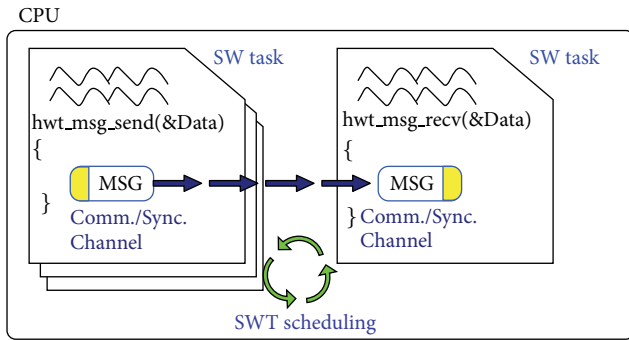 CPU
SW task
SW task
hwt_msg_send(&Data)
{
MSG
}
Comm./Sync.
Channel
hwt_msg_recv(&Data)
{
MSG
}
Comm./Sync.
Channel
SWT scheduling